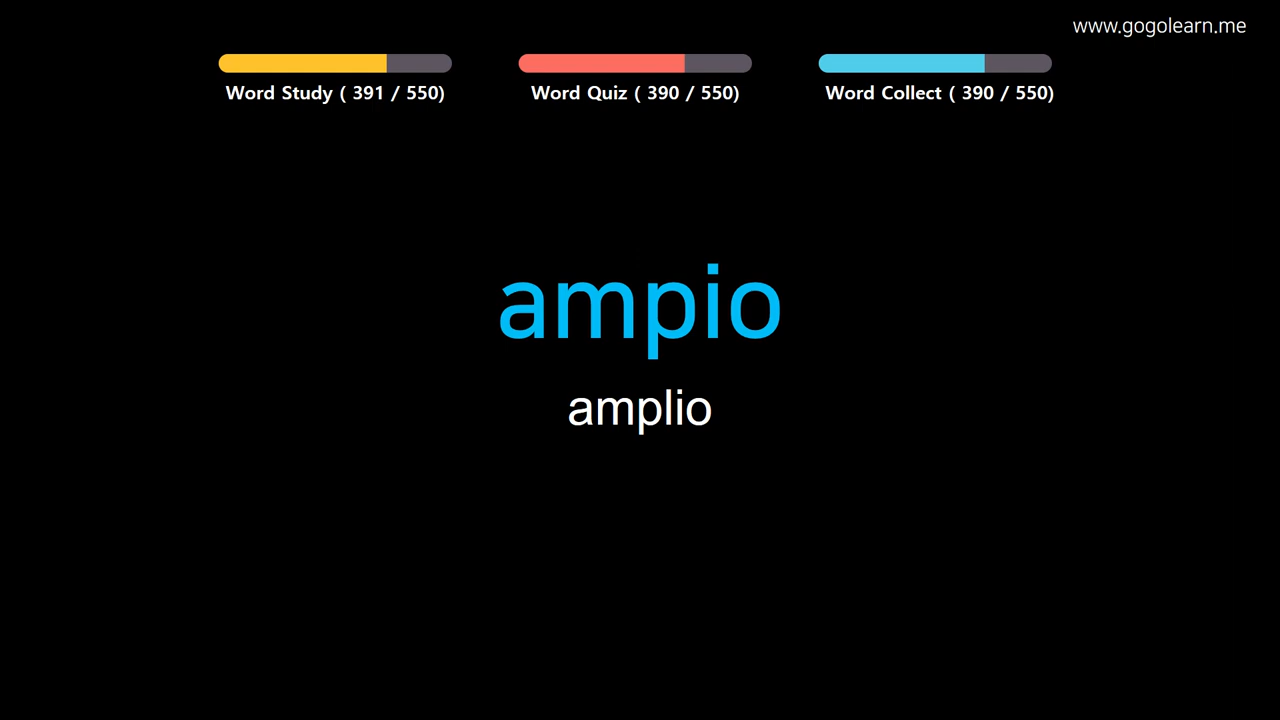 www.gogolearn.me
Word Study ( 391 / 550)
Word Quiz ( 390 / 550)
Word Collect ( 390 / 550)
ampio
amplio